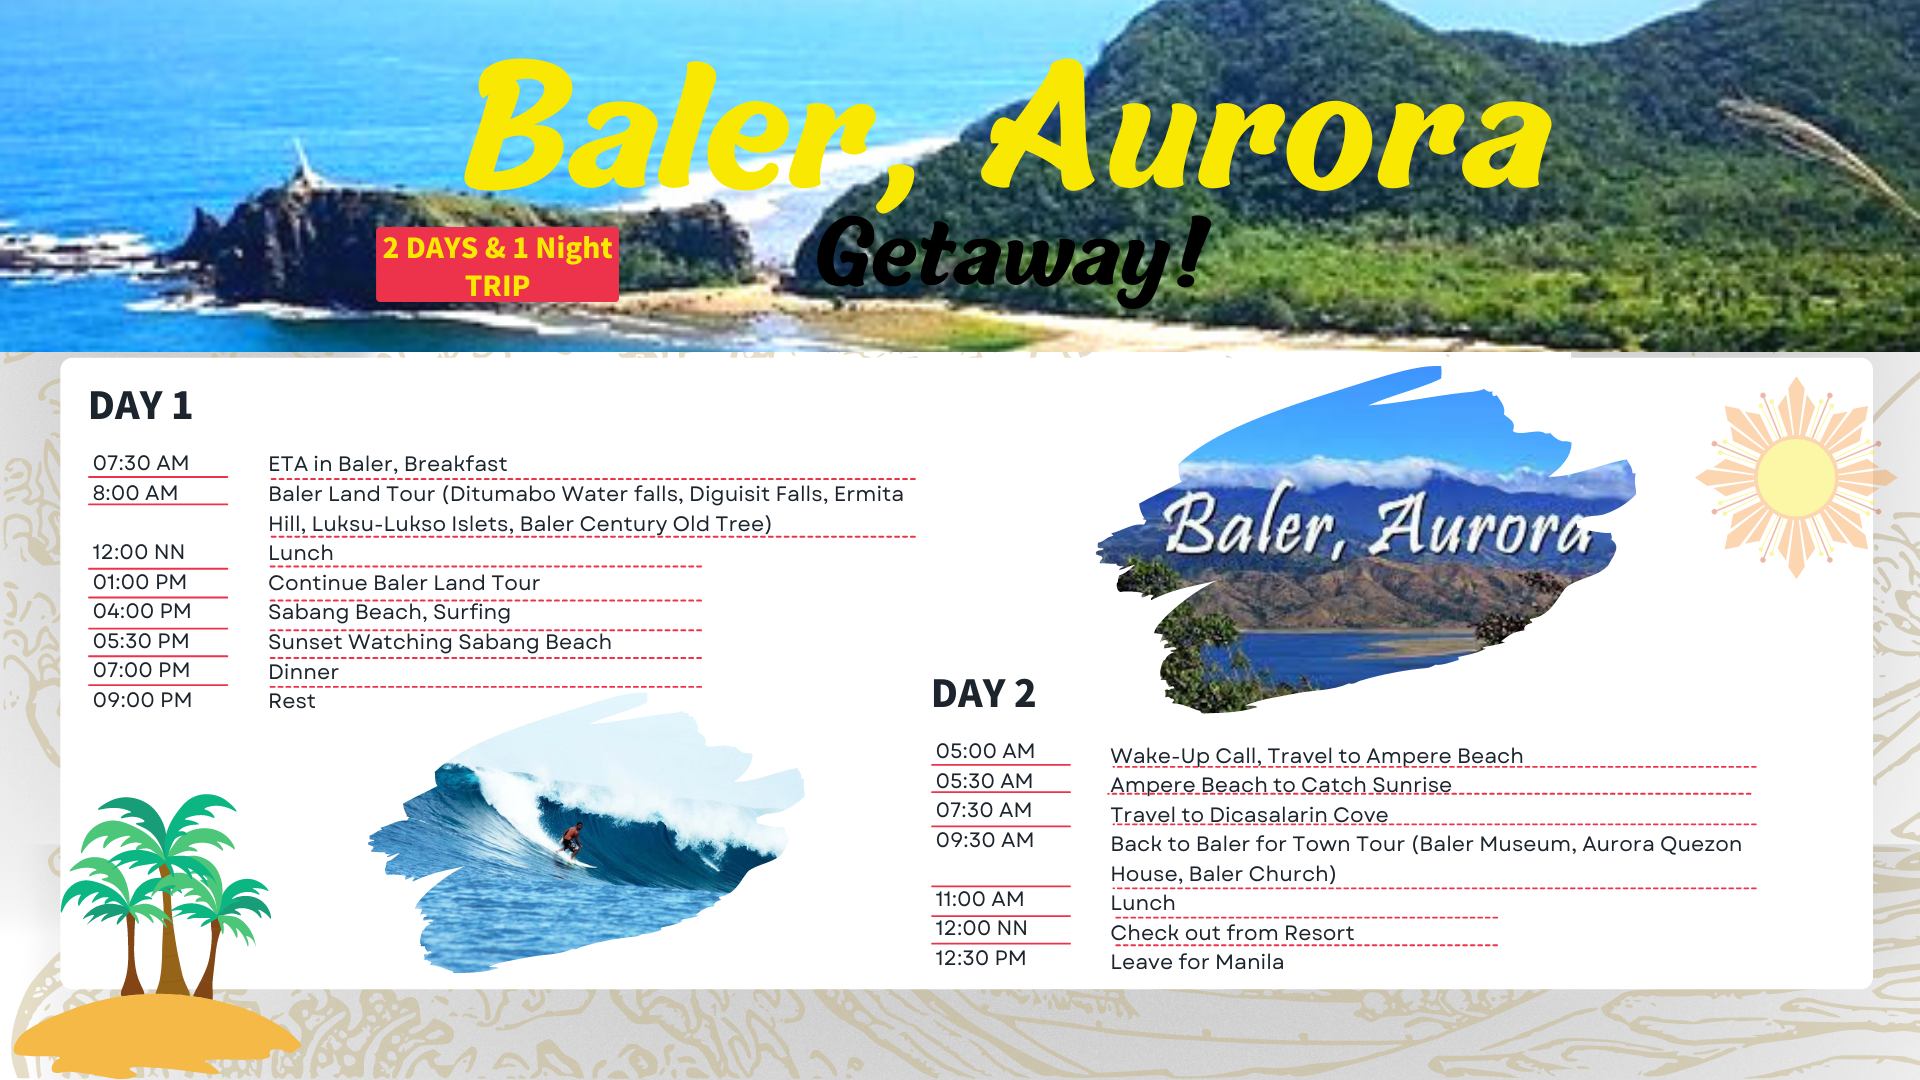 Baler, Aurora
Getaway!
2 DAYS & 1 Night
TRIP
DAY 1
07:30 AM ETA in Baler, Breakfast
8:00 AM Baler Land Tour (Ditumabo Water falls, Diguisit Falls, Ermita
Hill, Luksu-Lukso Islets, Baler Century Old Tree)
12:00 NN Lunch
01:00 PM Continue Baler Land Tour
04:00 PM Sabang Beach, Surfing
05:30 PM Sunset Watching Sabang Beach
07:00 PM Dinner
09:00 PM Rest
Baler, Aurora
DAY 2
05:00 AM Wake-Up Call, Travel to Ampere Beach
05:30 AM Ampere Beach to Catch Sunrise
07:30 AM Travel to Dicasalarin Cove
09:30 AM Back to Baler for Town Tour (Baler Museum, Aurora Quezon
House, Baler Church)
11:00 AM Lunch
12:00 NN Check out from Resort
12:30 PM Leave for Manila